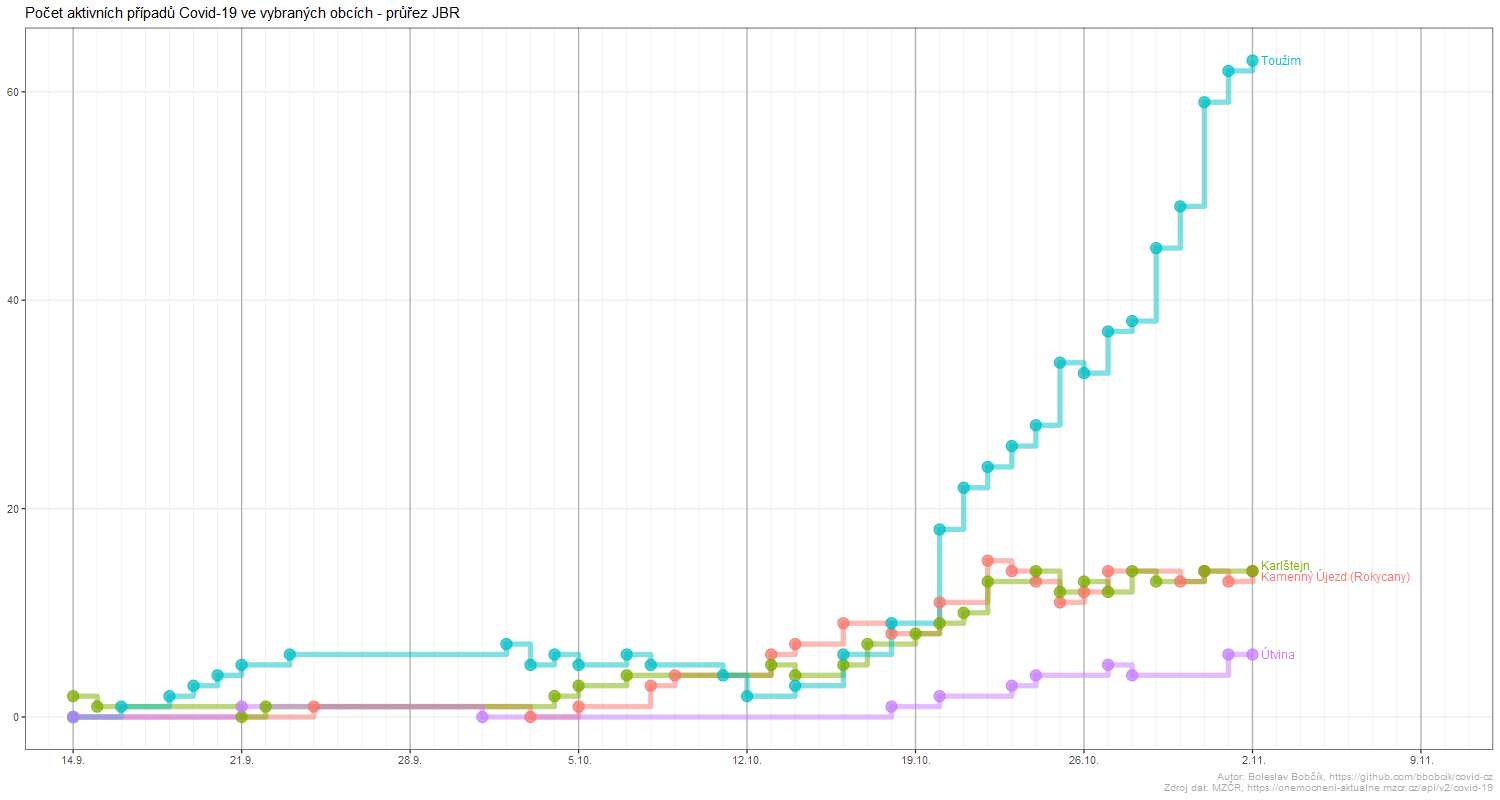 Počet aktivních případů Covid-19 ve vybraných obcích - průřez JBR
60
40
20
0
Toužim
Karlštejn
Kamenný Újezd (Rokycany)
Útvina
14.9. 21.9. 28.9. 5.10. 12.10. 19.10. 26.10. 2.11. 9.11.
Autor: Boleslav Bobčík, https://github.com/bbobcik/covid-cz
Zdroj dat: MZČR, https://onemocneni-aktualne.mzcr.cz/api/v2/covid-19